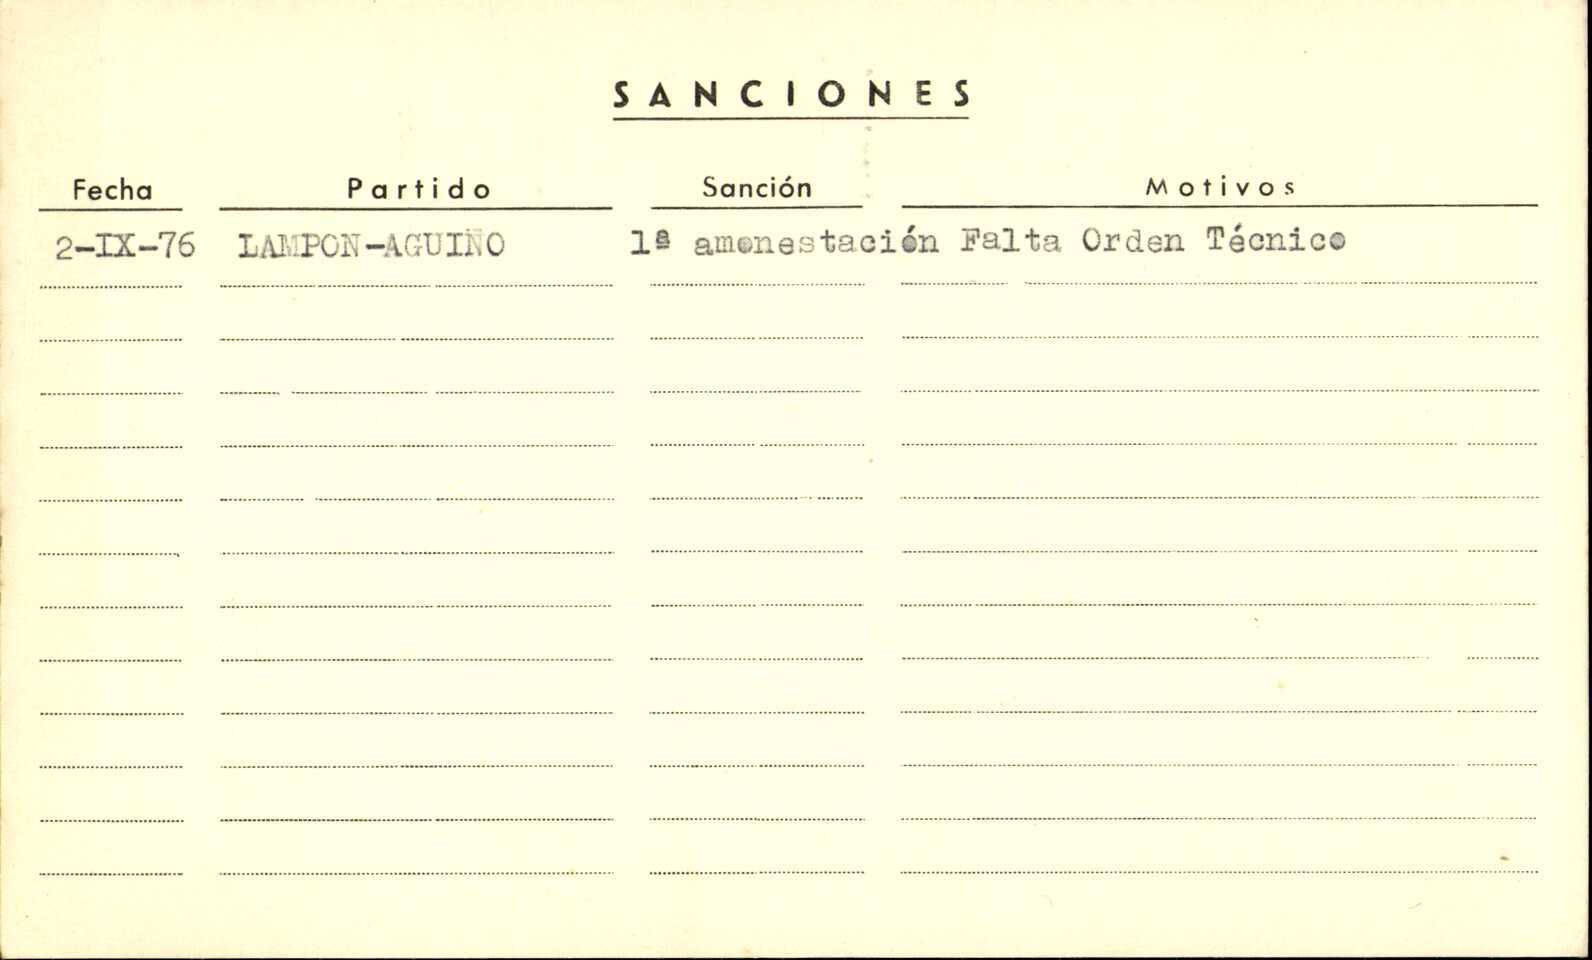 SANCIONES
Fecha Partido Sanción Motivos
2-IX-76 LAMPON-AGUIÑO 1ª amonestación Falta Orden Técnico